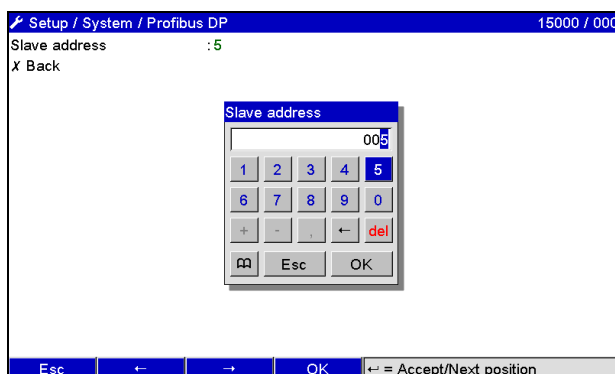 Setup / System / Profibus DP 15000 / 000
Slave address : 5
X Back
Slave address
005
1 2 3 4 5
6 7 8 9 0
+ - , ← del
Esc OK
Esc ← → OK ↵ = Accept/Next position